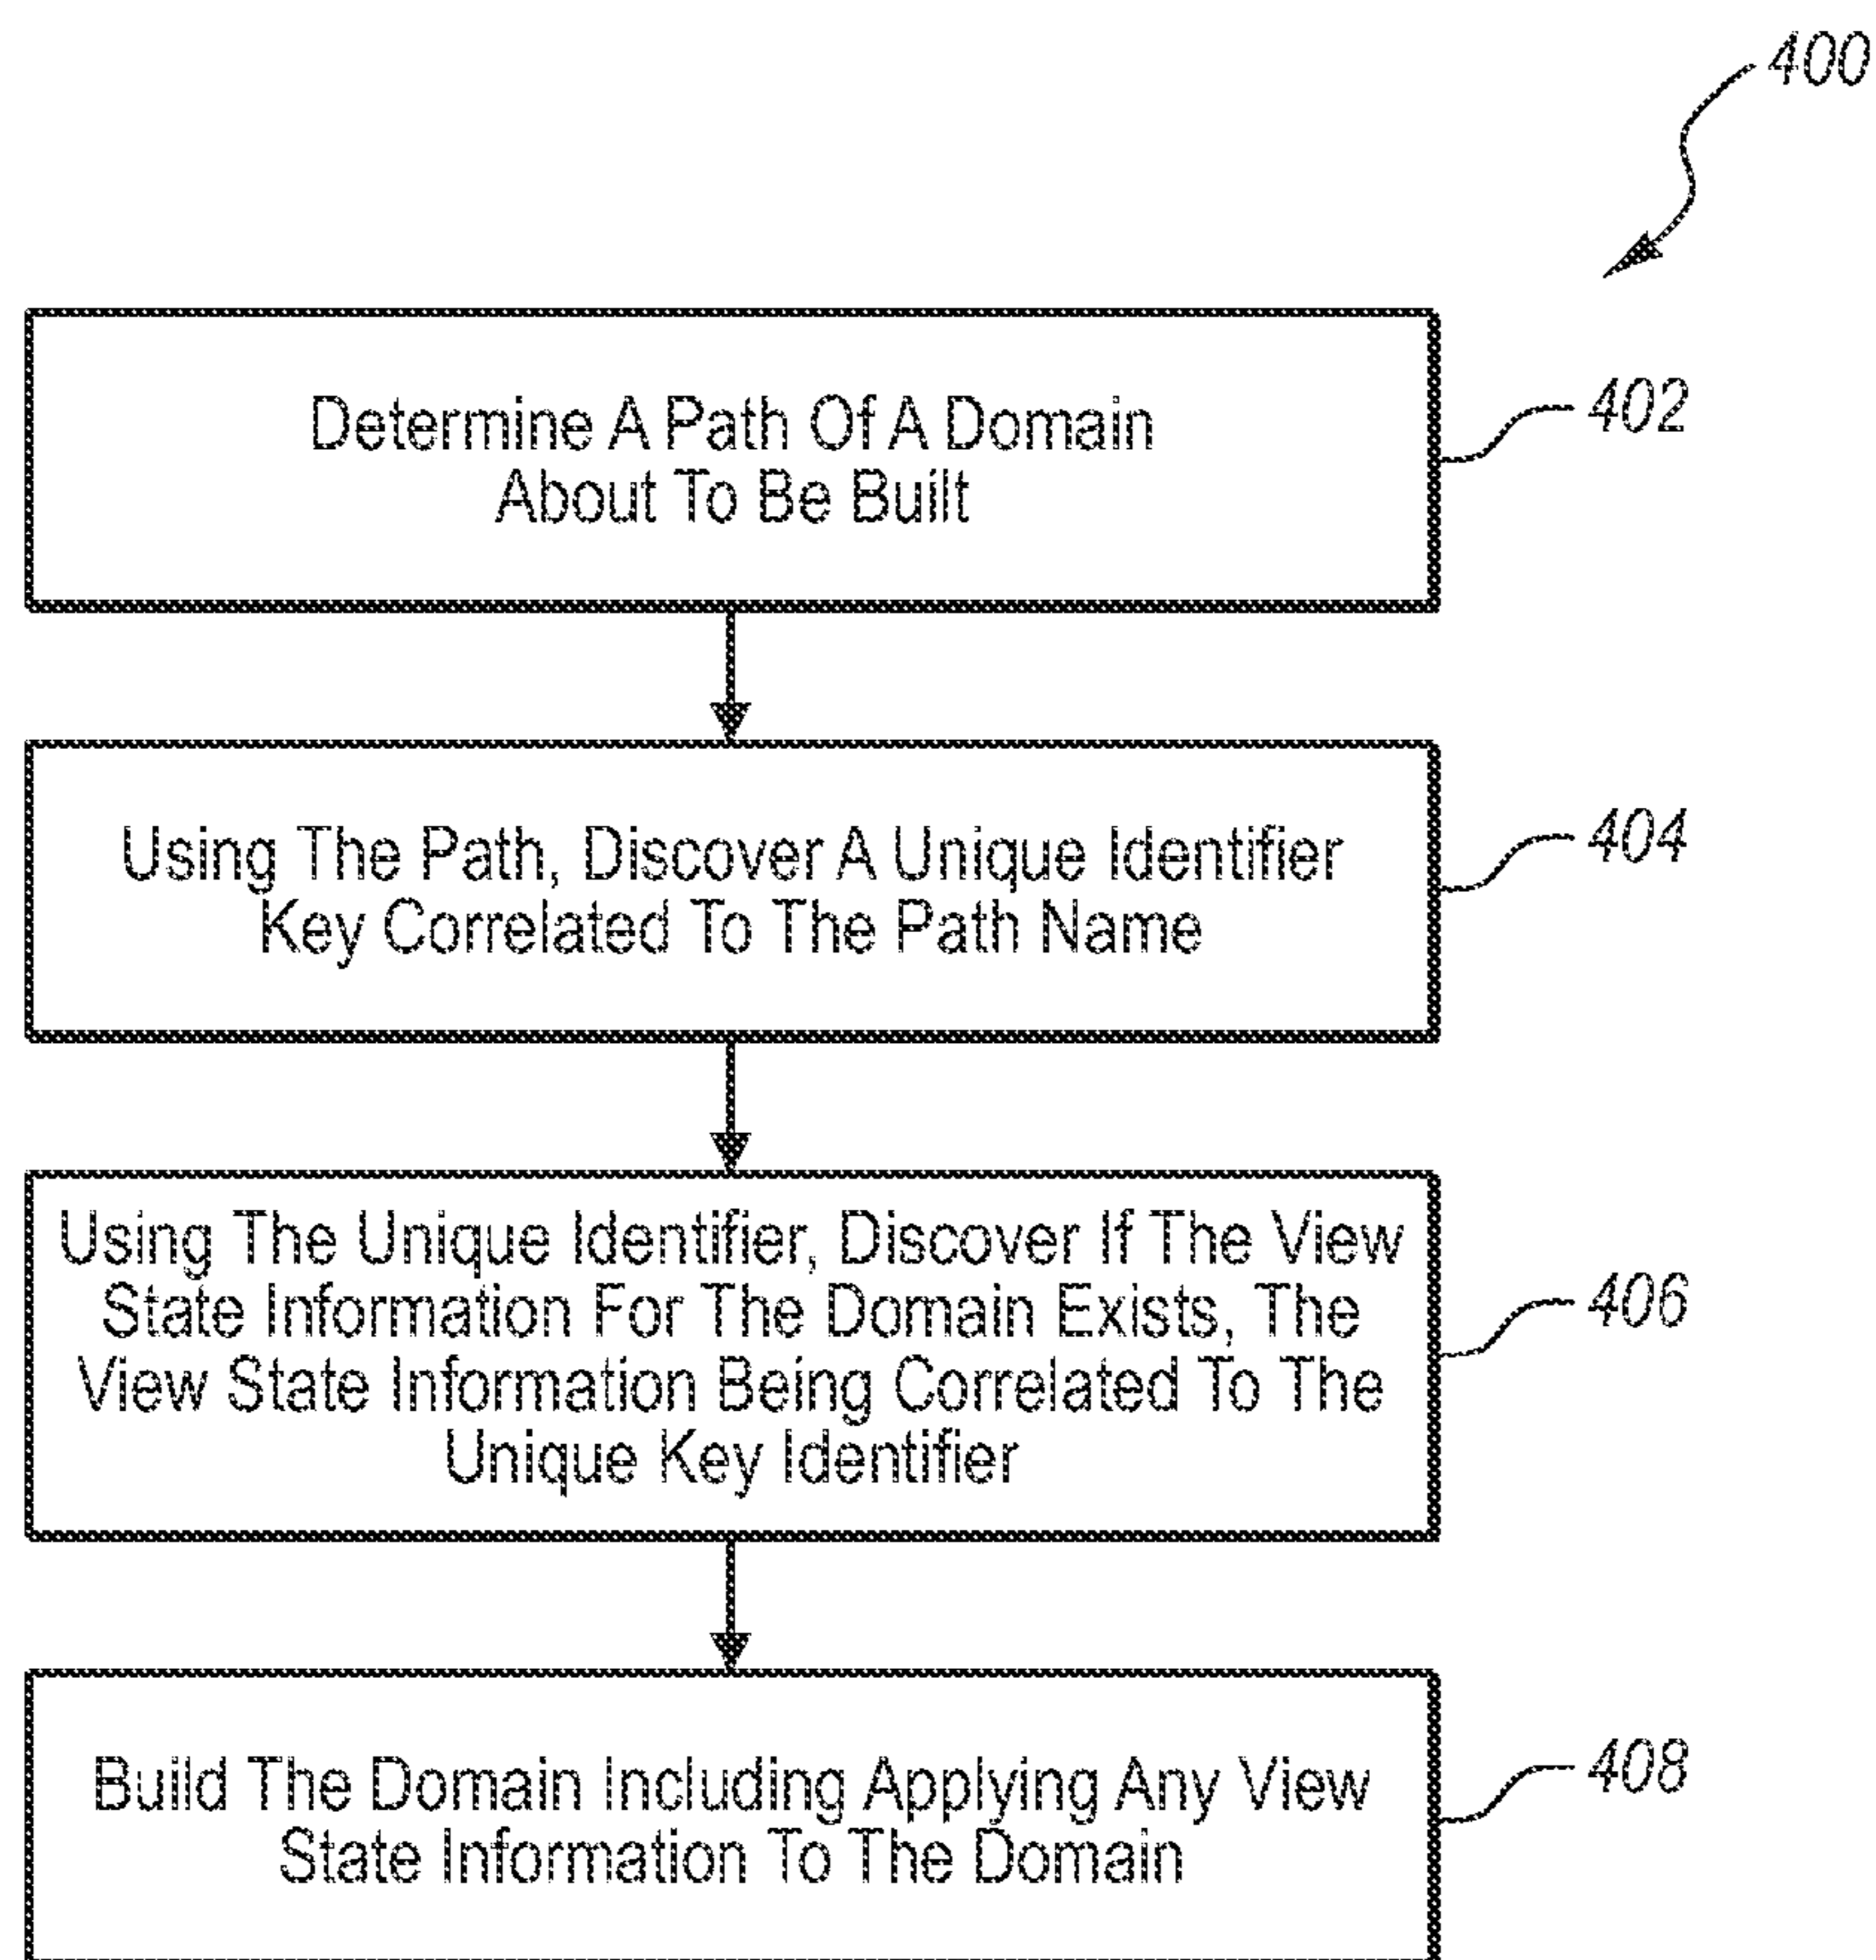 400
Determine A Path Of A Domain
About To Be Built
402
Using The Path, Discover A Unique Identifier
Key Correlated To The Path Name
404
Using The Unique Identifier, Discover If The View
State Information For The Domain Exists, The
View State Information Being Correlated To The
Unique Key Identifier
406
Build The Domain Including Applying Any View
State Information To The Domain
408